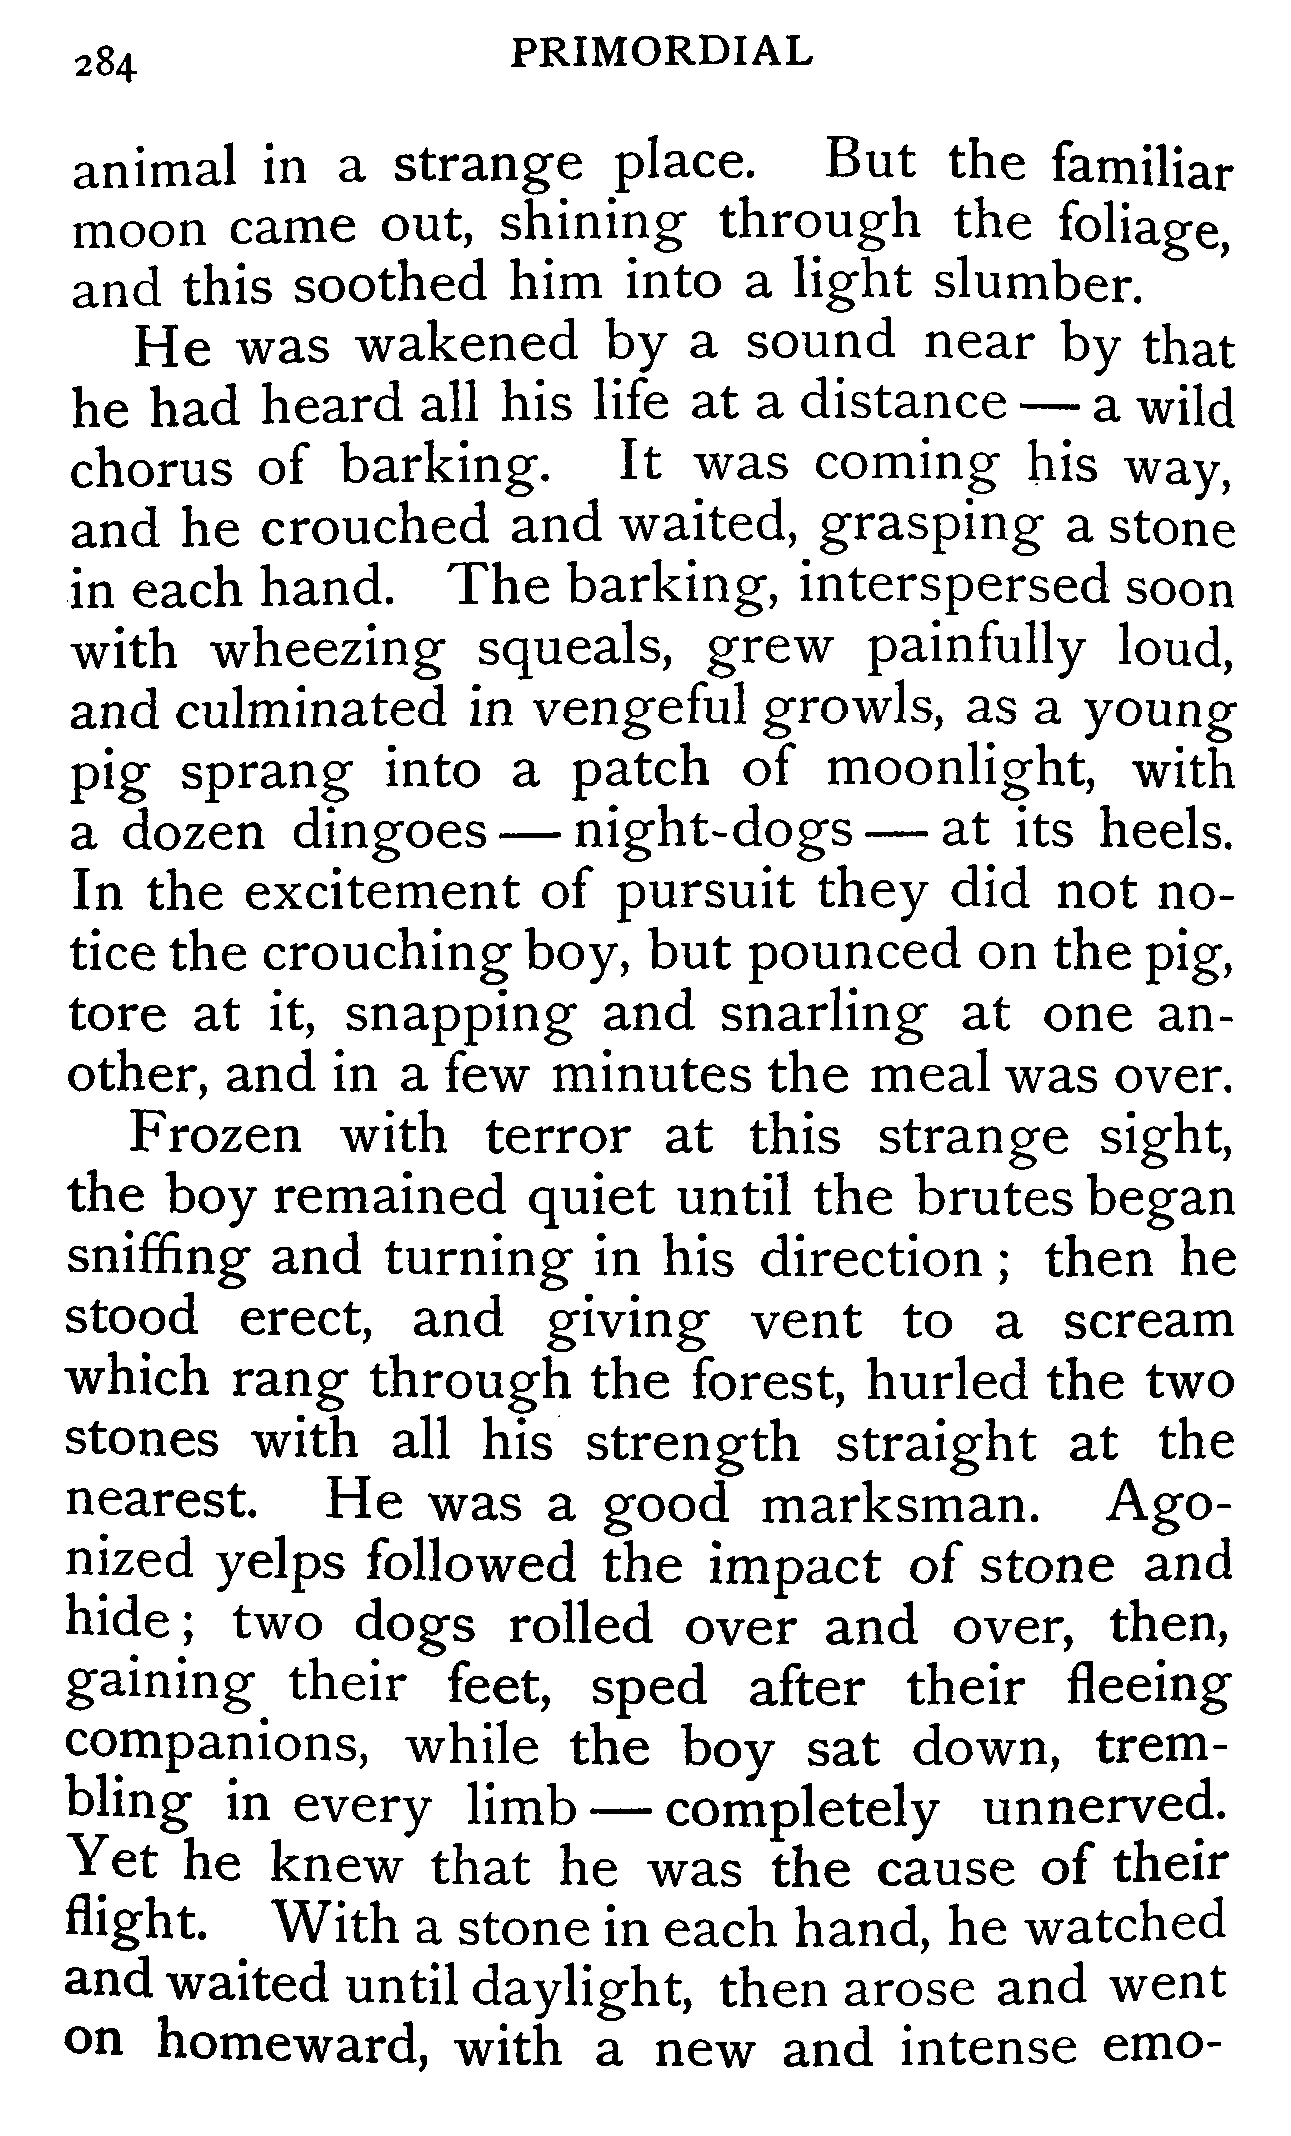 284 PRIMORDIAL
animal in a strange place. But the familiar
moon came out, shining through the foliage,
and this soothed him into a light slumber.
He was wakened by a sound near by that
he had heard all his life at a distance — a wild
chorus of barking. It was coming his way,
and he crouched and waited, grasping a stone
in each hand. The barking, interspersed soon
with wheezing squeals, grew painfully loud,
and culminated in vengeful growls, as a young
pig sprang into a patch of moonlight, with
a dozen dingoes — night-dogs — at its heels.
In the excitement of pursuit they did not no-
tice the crouching boy, but pounced on the pig,
tore at it, snapping and snarling at one an-
other, and in a few minutes the meal was over.
Frozen with terror at this strange sight,
the boy remained quiet until the brutes began
sniffing and turning in his direction ; then he
stood erect, and giving vent to a scream
which rang through the forest, hurled the two
stones with all his strength straight at the
nearest. He was a good marksman. Ago-
nized yelps followed the impact of stone and
hide ; two dogs rolled over and over, then,
gaining their feet, sped after their fleeing
companions, while the boy sat down, trem-
bling in every limb — completely unnerved.
Yet he knew that he was the cause of their
flight. With a stone in each hand, he watched
and waited until daylight, then arose and went
on homeward, with a new and intense emo-